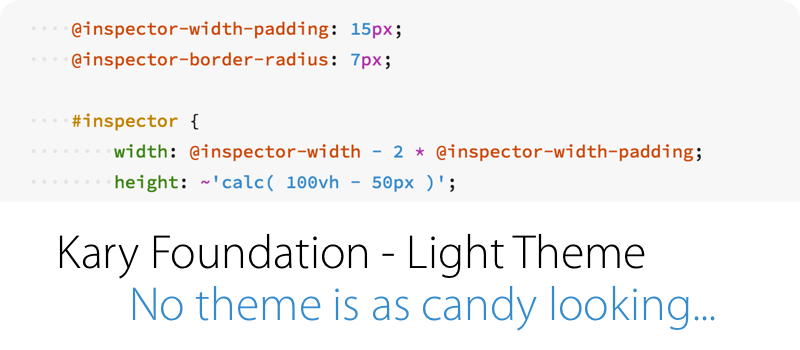 @inspector-width-padding: 15px;
@inspector-border-radius: 7px;
#inspector {
width: @inspector-width - 2 * @inspector-width-padding;
height: ~'calc( 100vh - 50px )';
Kary Foundation - Light Theme
No theme is as candy looking...